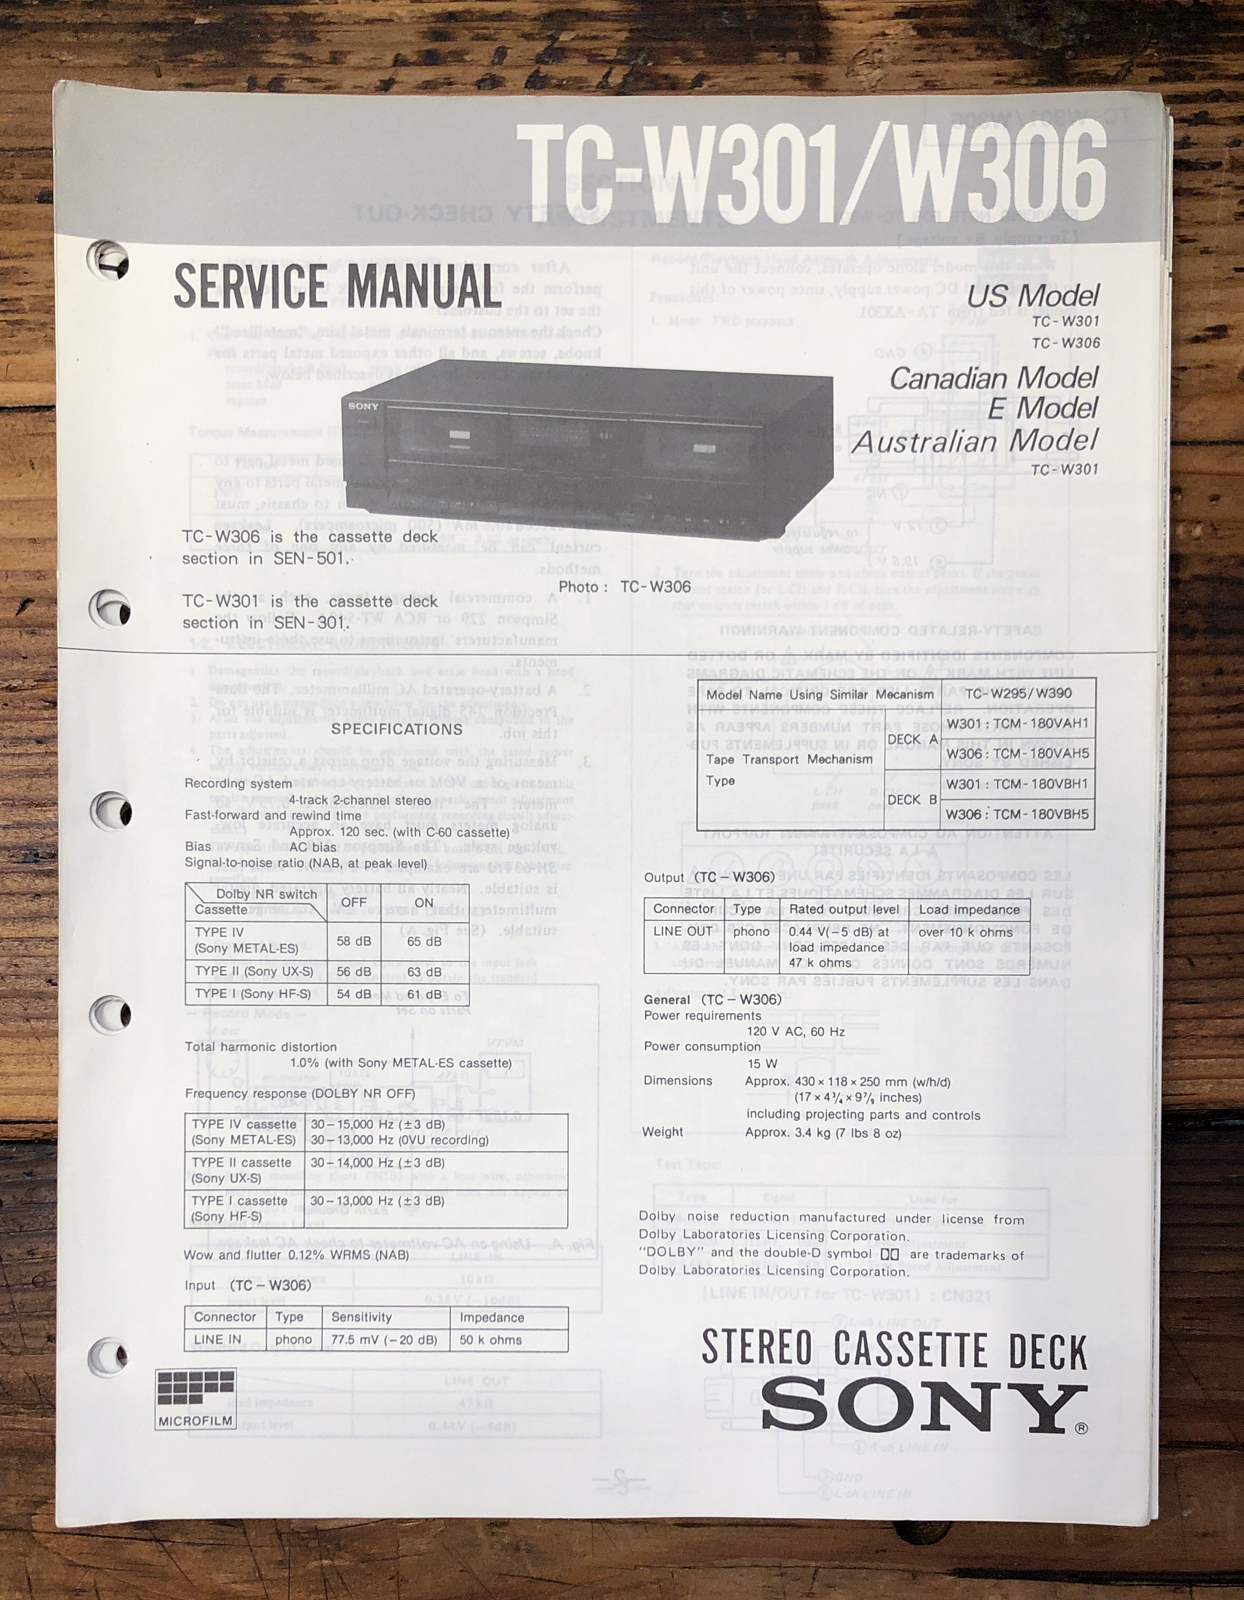 TC-W301/W306
SERVICE MANUAL
US Model
TC-W301
TC-W306
Canadian Model
E Model
Australian Model
TC-W301
SONY
TC-W306 is the cassette deck
section in SEN-501.
Photo : TC-W306
TC-W301 is the cassette deck
section in SEN-301.
SPECIFICATIONS
Recording system
4-track 2-channel stereo
Fast-forward and rewind time
Approx. 120 sec. (with C-60 cassette)
Bias AC bias
Signal-to-noise ratio (NAB, at peak level)
Dolby NR switch
Cassette OFF ON
TYPE IV
(Sony METAL-ES) 58 dB 65 dB
TYPE II (Sony UX-S) 56 dB 63 dB
TYPE I (Sony HF-S) 54 dB 61 dB
Total harmonic distortion
1.0% (with Sony METAL-ES cassette)
Frequency response (DOLBY NR OFF)
TYPE IV cassette 30–15,000 Hz (±3 dB)
(Sony METAL-ES) 30–13,000 Hz (0VU recording)
TYPE II cassette 30–14,000 Hz (±3 dB)
(Sony UX-S)
TYPE I cassette 30–13,000 Hz (±3 dB)
(Sony HF-S)
Wow and flutter 0.12% WRMS (NAB)
Input (TC – W306)
Connector Type Sensitivity Impedance
LINE IN phono 77.5 mV (–20 dB) 50 k ohms
MICROFILM
Model Name Using Similar Mecanism TC-W295/W390
Tape Transport Mechanism
Type
DECK A W301 : TCM-180VAH1
W306 : TCM-180VAH5
DECK B W301 : TCM-180VBH1
W306 : TCM-180VBH5
Output (TC – W306)
Connector Type Rated output level Load impedance
LINE OUT phono 0.44 V(–5 dB) at over 10 k ohms
load impedance
47 k ohms
General (TC – W306)
Power requirements
120 V AC, 60 Hz
Power consumption
15 W
Dimensions Approx. 430 × 118 × 250 mm (w/h/d)
(17 × 4¾ × 9⅞ inches)
including projecting parts and controls
Weight Approx. 3.4 kg (7 lbs 8 oz)
Dolby noise reduction manufactured under license from
Dolby Laboratories Licensing Corporation.
"DOLBY" and the double-D symbol are trademarks of
Dolby Laboratories Licensing Corporation.
STEREO CASSETTE DECK
SONY®